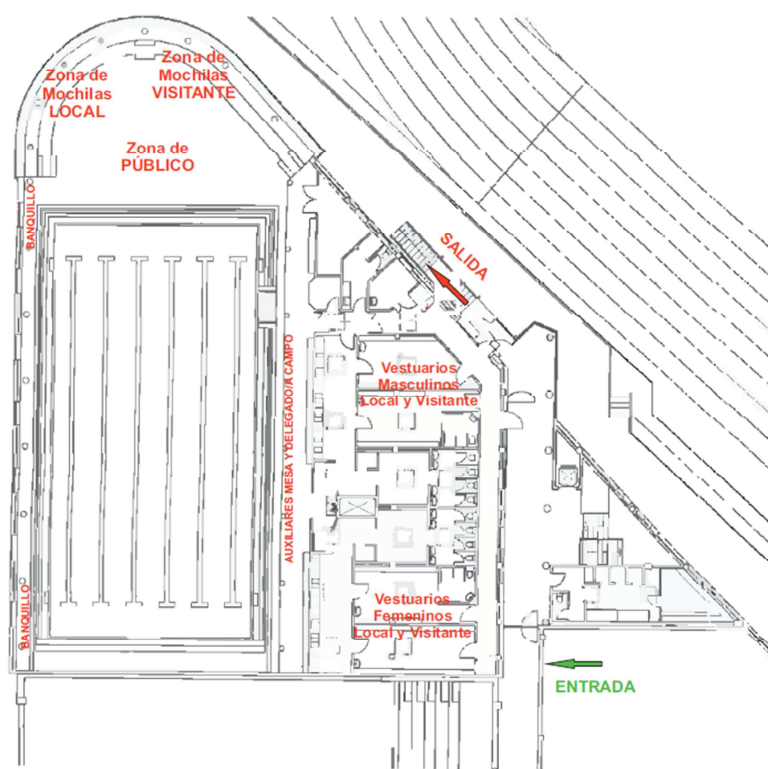 Zona de
Mochilas
LOCAL
Zona de
Mochilas
VISITANTE
Zona de
PÚBLICO
BANQUILLO
SALIDA
AUXILIARES MESA Y DELEGADO/A CAMPO
Vestuarios
Masculinos
Local y Visitante
BANQUILLO
Vestuarios
Femeninos
Local y Visitante
ENTRADA